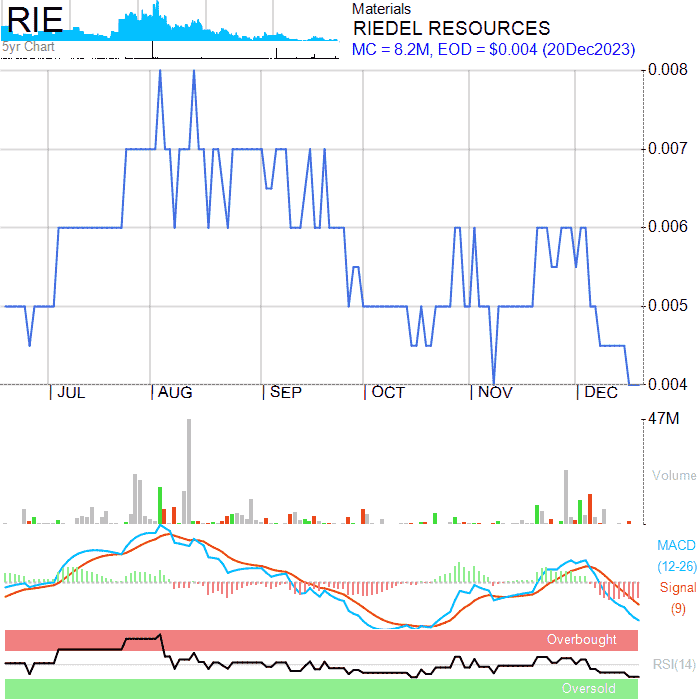 RIE
5yr Chart
Materials
RIEDEL RESOURCES
MC = 8.2M, EOD = $0.004 (20Dec2023)
0.008
0.007
0.006
0.005
0.004
JUL AUG SEP OCT NOV DEC
47M
Volume
MACD
(12-26)
Signal
(9)
Overbought
RSI(14)
Oversold